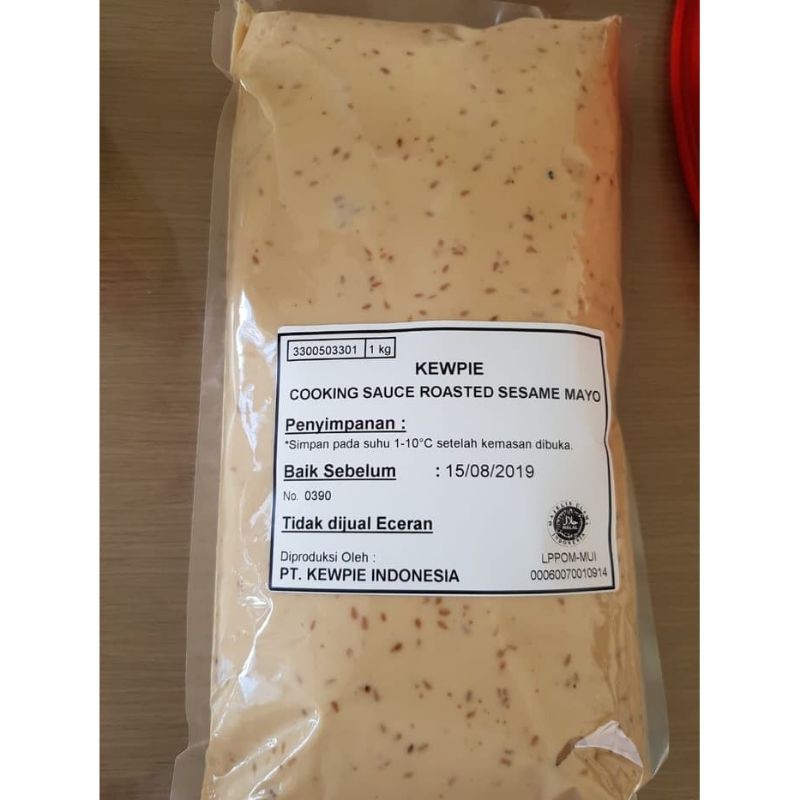 3300503301 1 kg
KEWPIE
COOKING SAUCE ROASTED SESAME MAYO
Penyimpanan :
*Simpan pada suhu 1-10°C setelah kemasan dibuka.
Baik Sebelum : 15/08/2019
No. 0390
Tidak dijual Eceran
Diproduksi Oleh :
PT. KEWPIE INDONESIA
LPPOM-MUI
00060070010914